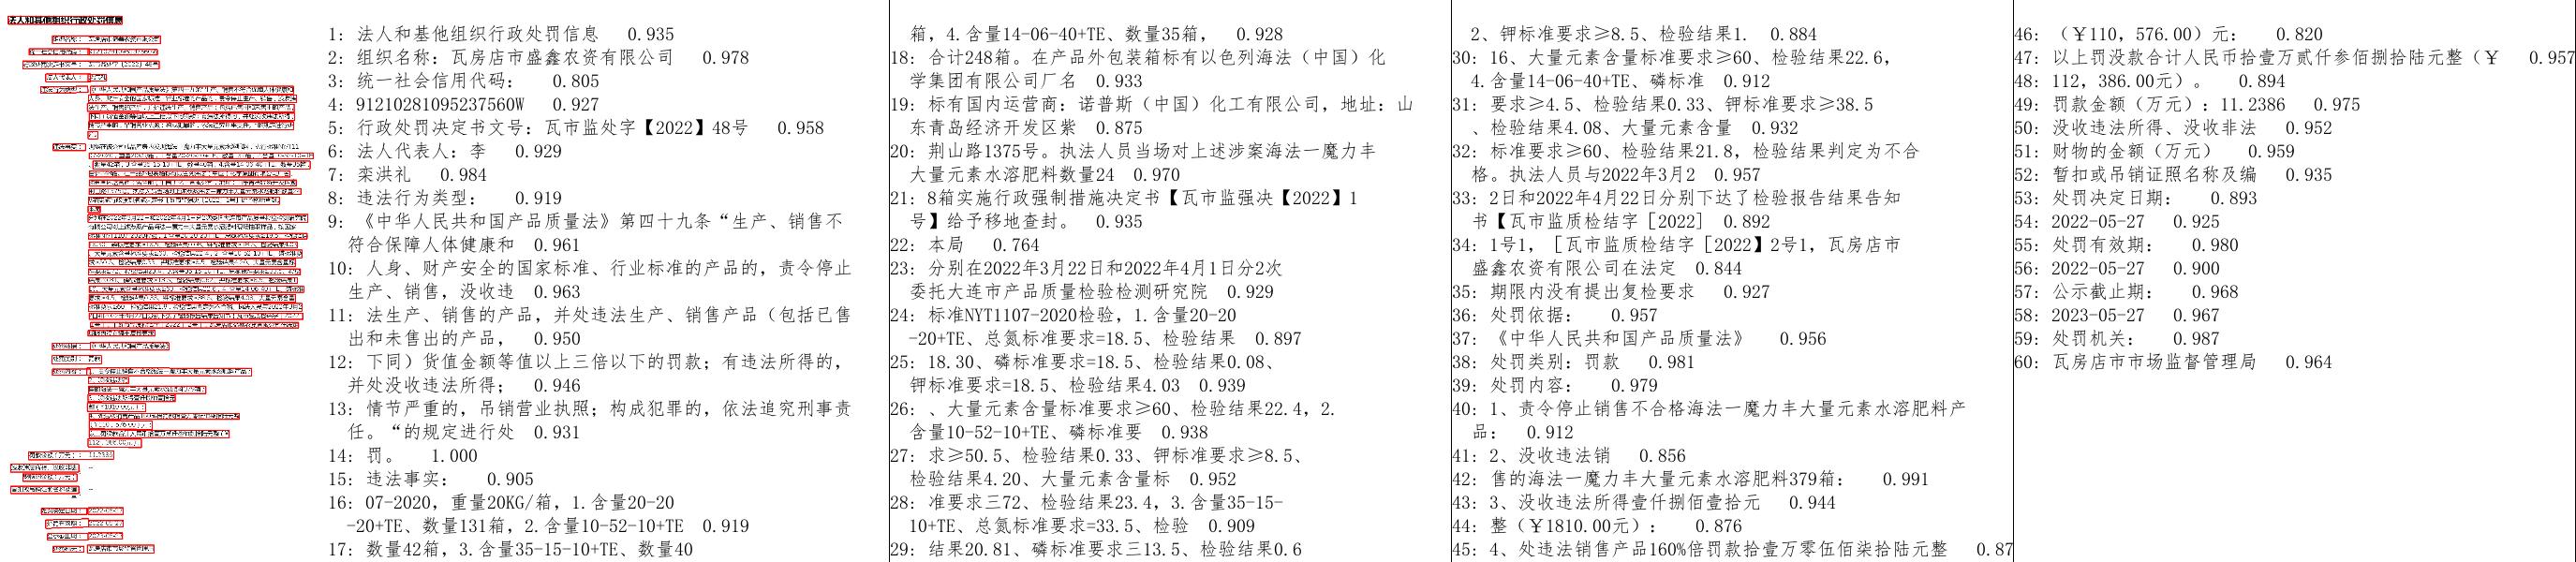 法人和其他组织行政处罚信息
1: 法人和其他组织行政处罚信息 0.935
2: 组织名称：瓦房店市盛鑫农资有限公司 0.978
3: 统一社会信用代码： 0.805
4: 91210281095237560W 0.927
5: 行政处罚决定书文号：瓦市监处字【2022】48号 0.958
6: 法人代表人：李 0.929
7: 栾洪礼 0.984
8: 违法行为类型： 0.919
9: 《中华人民共和国产品质量法》第四十九条“生产、销售不
符合保障人体健康和 0.961
10: 人身、财产安全的国家标准、行业标准的产品的，责令停止
生产、销售，没收违 0.963
11: 法生产、销售的产品，并处违法生产、销售产品（包括已售
出和未售出的产品， 0.950
12: 下同）货值金额等值以上三倍以下的罚款；有违法所得的，
并处没收违法所得； 0.946
13: 情节严重的，吊销营业执照；构成犯罪的，依法追究刑事责
任。“的规定进行处 0.931
14: 罚。 1.000
15: 违法事实： 0.905
16: 07-2020，重量20KG/箱，1.含量20-20
-20+TE、数量131箱，2.含量10-52-10+TE 0.919
17: 数量42箱，3.含量35-15-10+TE、数量40
箱，4.含量14-06-40+TE、数量35箱， 0.928
18: 合计248箱。在产品外包装箱标有以色列海法（中国）化
学集团有限公司厂名 0.933
19: 标有国内运营商：诺普斯（中国）化工有限公司，地址：山
东青岛经济开发区紫 0.875
20: 荆山路1375号。执法人员当场对上述涉案海法一魔力丰
大量元素水溶肥料数量24 0.970
21: 8箱实施行政强制措施决定书【瓦市监强决【2022】1
号】给予移地查封。 0.935
22: 本局 0.764
23: 分别在2022年3月22日和2022年4月1日分2次
委托大连市产品质量检验检测研究院 0.929
24: 标准NYT1107-2020检验，1.含量20-20
-20+TE、总氮标准要求=18.5、检验结果 0.897
25: 18.30、磷标准要求=18.5、检验结果0.08、
钾标准要求=18.5、检验结果4.03 0.939
26: 、大量元素含量标准要求≥60、检验结果22.4，2.
含量10-52-10+TE、磷标准要 0.938
27: 求≥50.5、检验结果0.33、钾标准要求≥8.5、
检验结果4.20、大量元素含量标 0.952
28: 准要求三72、检验结果23.4，3.含量35-15-
10+TE、总氮标准要求=33.5、检验 0.909
29: 结果20.81、磷标准要求三13.5、检验结果0.6
2、钾标准要求≥8.5、检验结果1. 0.884
30: 16、大量元素含量标准要求≥60、检验结果22.6，
4.含量14-06-40+TE、磷标准 0.912
31: 要求≥4.5、检验结果0.33、钾标准要求≥38.5
、检验结果4.08、大量元素含量 0.932
32: 标准要求≥60、检验结果21.8，检验结果判定为不合
格。执法人员与2022年3月2 0.957
33: 2日和2022年4月22日分别下达了检验报告结果告知
书【瓦市监质检结字［2022］ 0.892
34: 1号1，［瓦市监质检结字［2022】2号1，瓦房店市
盛鑫农资有限公司在法定 0.844
35: 期限内没有提出复检要求 0.927
36: 处罚依据： 0.957
37: 《中华人民共和国产品质量法》 0.956
38: 处罚类别：罚款 0.981
39: 处罚内容： 0.979
40: 1、责令停止销售不合格海法一魔力丰大量元素水溶肥料产
品： 0.912
41: 2、没收违法销 0.856
42: 售的海法一魔力丰大量元素水溶肥料379箱： 0.991
43: 3、没收违法所得壹仟捌佰壹拾元 0.944
44: 整（￥1810.00元）： 0.876
45: 4、处违法销售产品160%倍罚款拾壹万零伍佰柒拾陆元整 0.87
46: （￥110，576.00）元： 0.820
47: 以上罚没款合计人民币拾壹万贰仟参佰捌拾陆元整（￥ 0.957
48: 112，386.00元）。 0.894
49: 罚款金额（万元）：11.2386 0.975
50: 没收违法所得、没收非法 0.952
51: 财物的金额（万元） 0.959
52: 暂扣或吊销证照名称及编 0.935
53: 处罚决定日期： 0.893
54: 2022-05-27 0.925
55: 处罚有效期： 0.980
56: 2022-05-27 0.900
57: 公示截止期： 0.968
58: 2023-05-27 0.967
59: 处罚机关： 0.987
60: 瓦房店市市场监督管理局 0.964